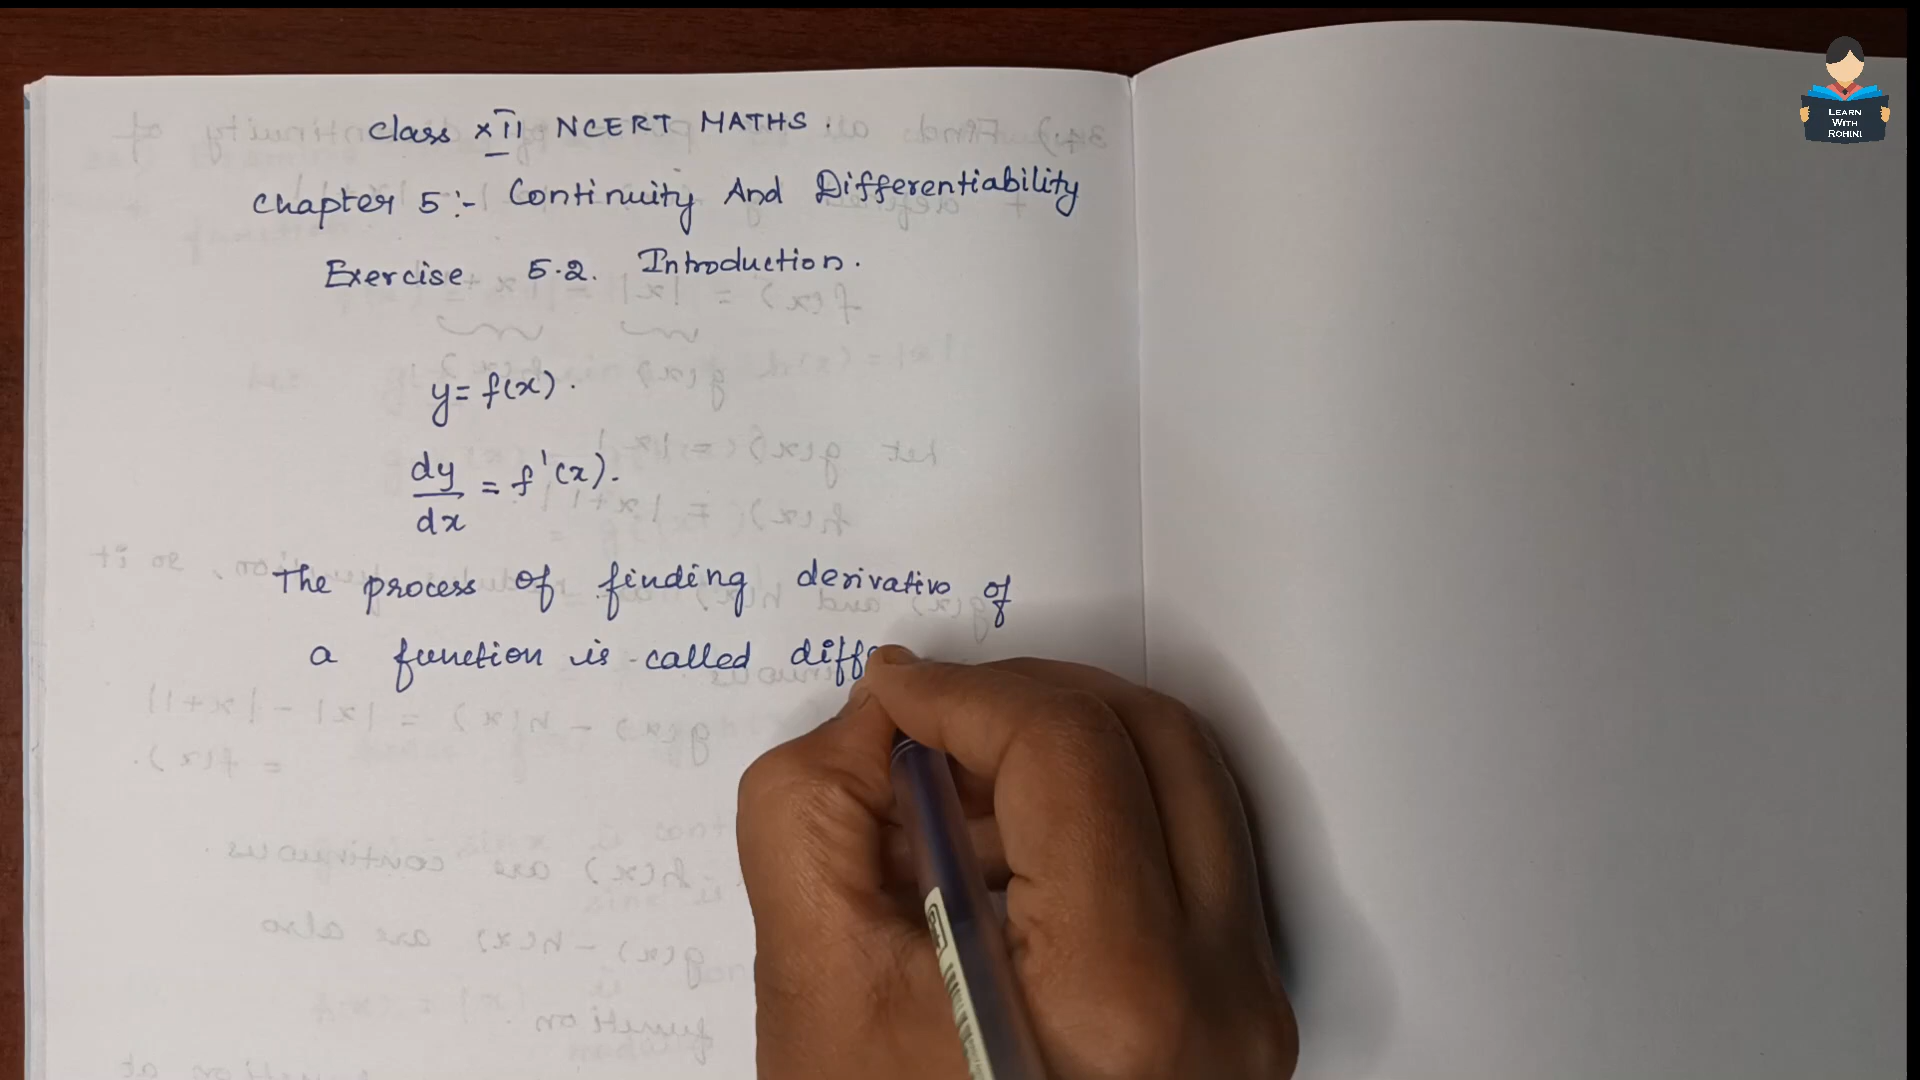 Class XII NCERT MATHS.
Chapter 5:- Continuity And Differentiability
Exercise 5.2. Introduction.
y = f(x).
dy/dx = f'(x).
The process of finding derivative of
a function is called diff
LEARN
WITH
ROHINI